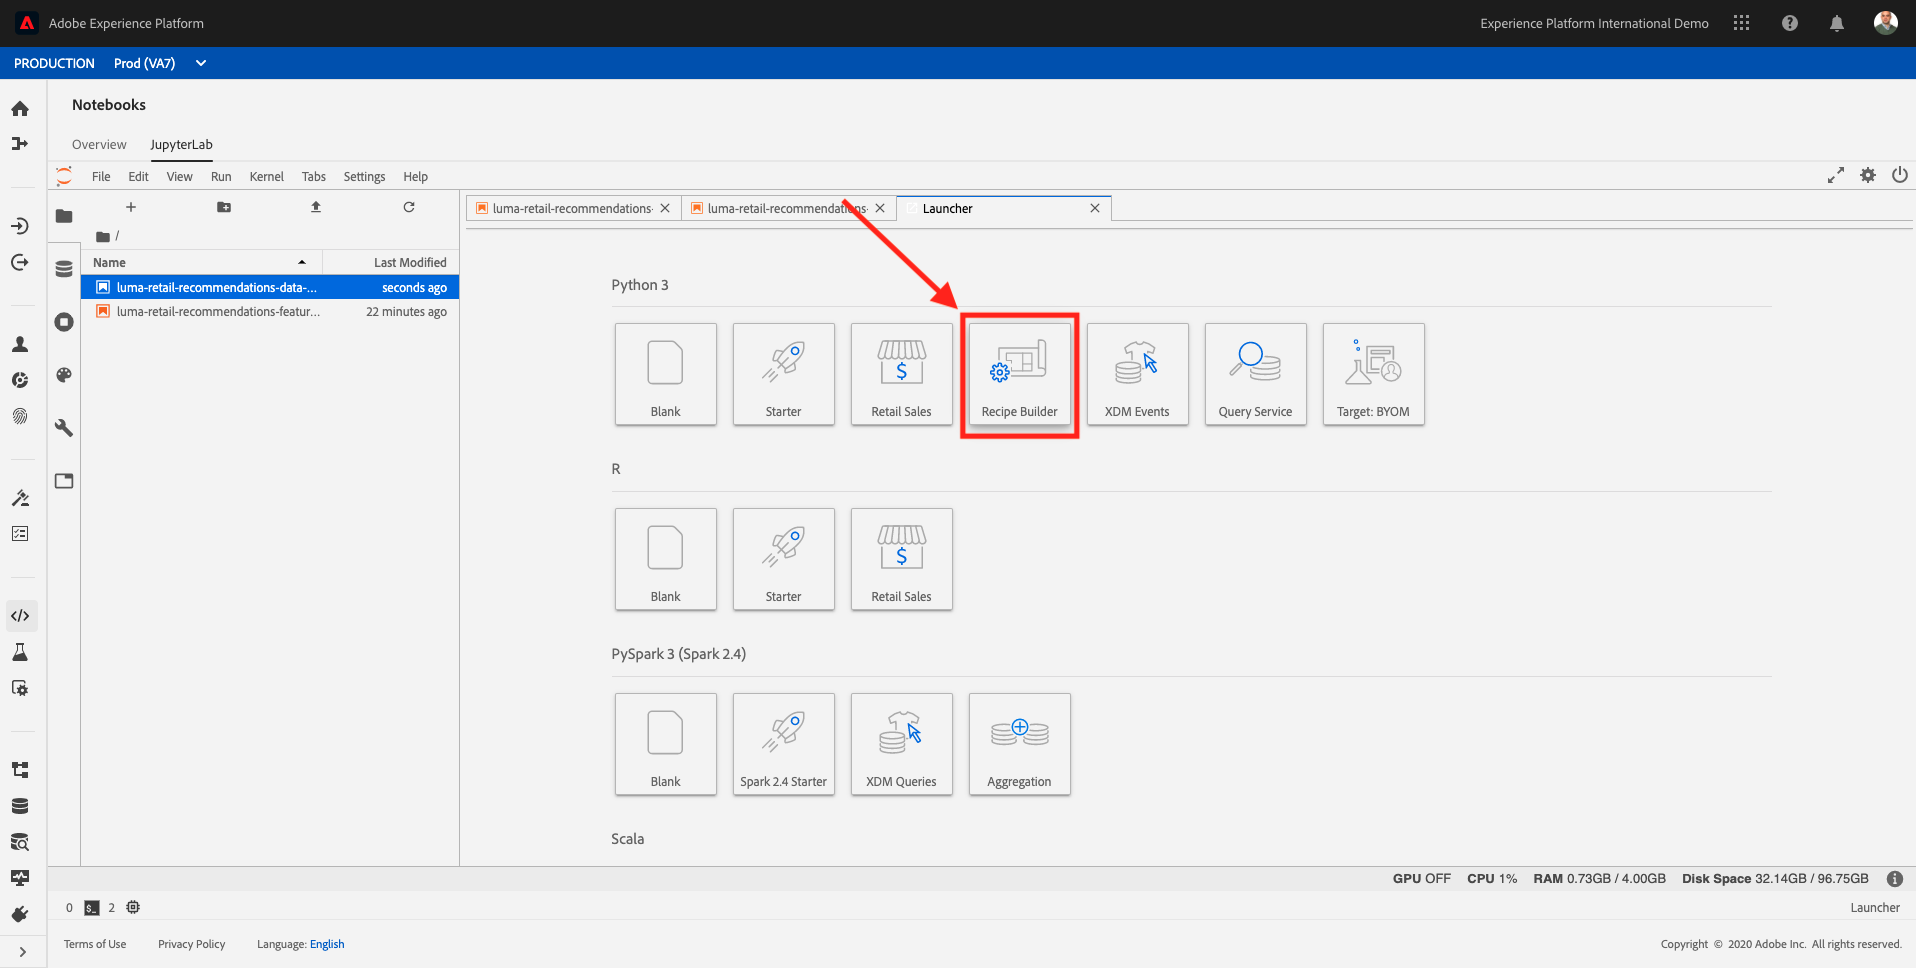 Adobe Experience Platform
Experience Platform International Demo
PRODUCTION Prod (VA7)
Notebooks
Overview JupyterLab
File Edit View Run Kernel Tabs Settings Help
luma-retail-recommendations- luma-retail-recommendations- Launcher
/
Name Last Modified
luma-retail-recommendations-data-... seconds ago
luma-retail-recommendations-featur... 22 minutes ago
Python 3
Blank Starter Retail Sales Recipe Builder XDM Events Query Service Target: BYOM
R
Blank Starter Retail Sales
PySpark 3 (Spark 2.4)
Blank Spark 2.4 Starter XDM Queries Aggregation
Scala
GPU OFF CPU 1% RAM 0.73GB / 4.00GB Disk Space 32.14GB / 96.75GB
0 $_ 2 Launcher
Terms of Use Privacy Policy Language: English Copyright © 2020 Adobe Inc. All rights reserved.